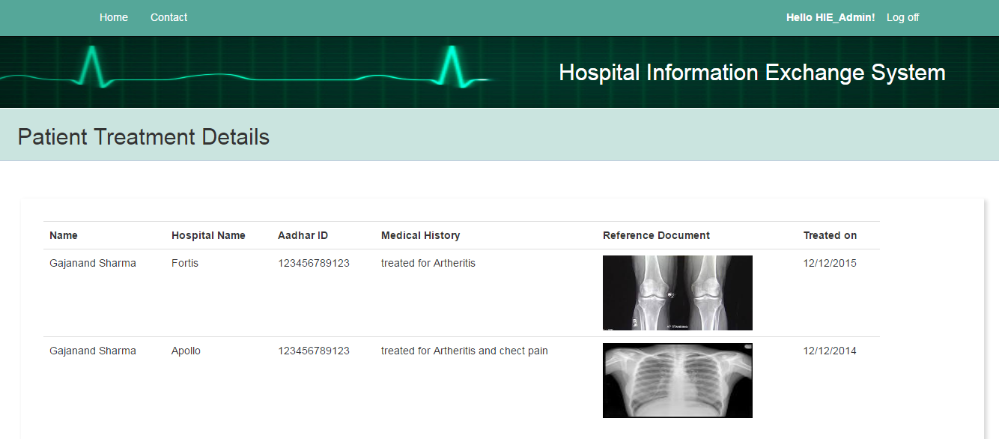 Home Contact Hello HIE_Admin! Log off
Hospital Information Exchange System
Patient Treatment Details
Name Hospital Name Aadhar ID Medical History Reference Document Treated on
Gajanand Sharma Fortis 123456789123 treated for Artheritis 12/12/2015
AP STANDING
Gajanand Sharma Apollo 123456789123 treated for Artheritis and chect pain 12/12/2014